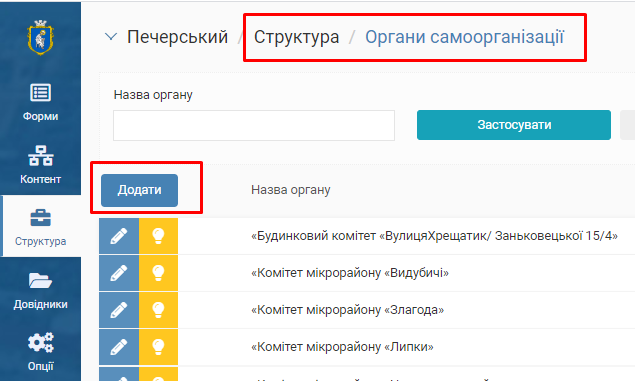 Печерський / Структура / Органи самоорганізації
Назва органу
Застосувати
Форми
Контент
Структура
Довідники
Опції
Додати
Назва органу
«Будинковий комітет «ВулицяХрещатик/ Заньковецької 15/4»
«Комітет мікрорайону «Видубичі»
«Комітет мікрорайону «Злагода»
«Комітет мікрорайону «Липки»